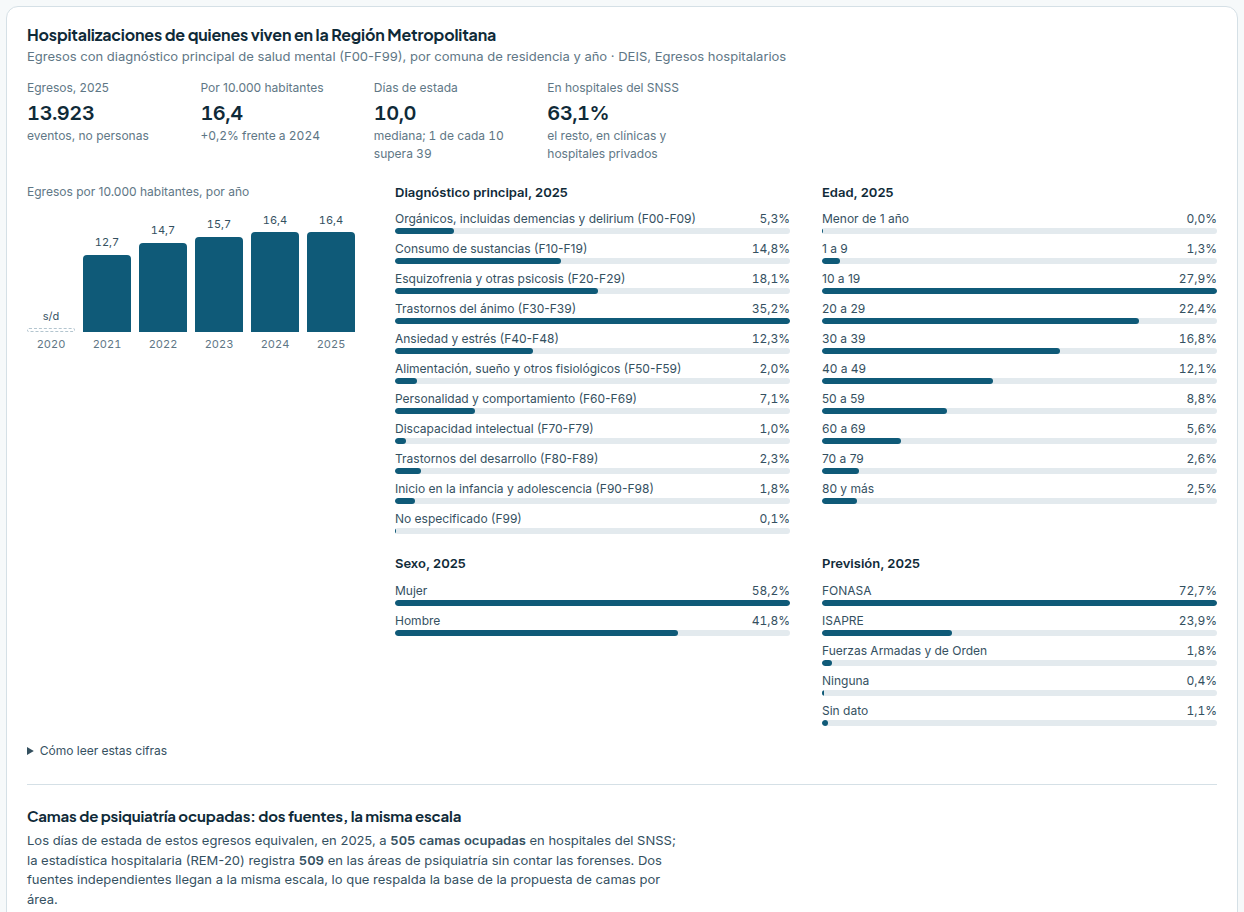 Hospitalizaciones de quienes viven en la Región Metropolitana
Egresos con diagnóstico principal de salud mental (F00-F99), por comuna de residencia y año · DEIS, Egresos hospitalarios
Egresos, 2025
13.923
eventos, no personas
Por 10.000 habitantes
16,4
+0,2% frente a 2024
Días de estada
10,0
mediana; 1 de cada 10
supera 39
En hospitales del SNSS
63,1%
el resto, en clínicas y
hospitales privados
Egresos por 10.000 habitantes, por año
s/d
12,7
14,7
15,7
16,4
16,4
2020
2021
2022
2023
2024
2025
Diagnóstico principal, 2025
Orgánicos, incluidas demencias y delirium (F00-F09) 5,3%
Consumo de sustancias (F10-F19) 14,8%
Esquizofrenia y otras psicosis (F20-F29) 18,1%
Trastornos del ánimo (F30-F39) 35,2%
Ansiedad y estrés (F40-F48) 12,3%
Alimentación, sueño y otros fisiológicos (F50-F59) 2,0%
Personalidad y comportamiento (F60-F69) 7,1%
Discapacidad intelectual (F70-F79) 1,0%
Trastornos del desarrollo (F80-F89) 2,3%
Inicio en la infancia y adolescencia (F90-F98) 1,8%
No especificado (F99) 0,1%
Edad, 2025
Menor de 1 año 0,0%
1 a 9 1,3%
10 a 19 27,9%
20 a 29 22,4%
30 a 39 16,8%
40 a 49 12,1%
50 a 59 8,8%
60 a 69 5,6%
70 a 79 2,6%
80 y más 2,5%
Sexo, 2025
Mujer 58,2%
Hombre 41,8%
Previsión, 2025
FONASA 72,7%
ISAPRE 23,9%
Fuerzas Armadas y de Orden 1,8%
Ninguna 0,4%
Sin dato 1,1%
Cómo leer estas cifras
Camas de psiquiatría ocupadas: dos fuentes, la misma escala
Los días de estada de estos egresos equivalen, en 2025, a 505 camas ocupadas en hospitales del SNSS;
la estadística hospitalaria (REM-20) registra 509 en las áreas de psiquiatría sin contar las forenses. Dos
fuentes independientes llegan a la misma escala, lo que respalda la base de la propuesta de camas por
área.